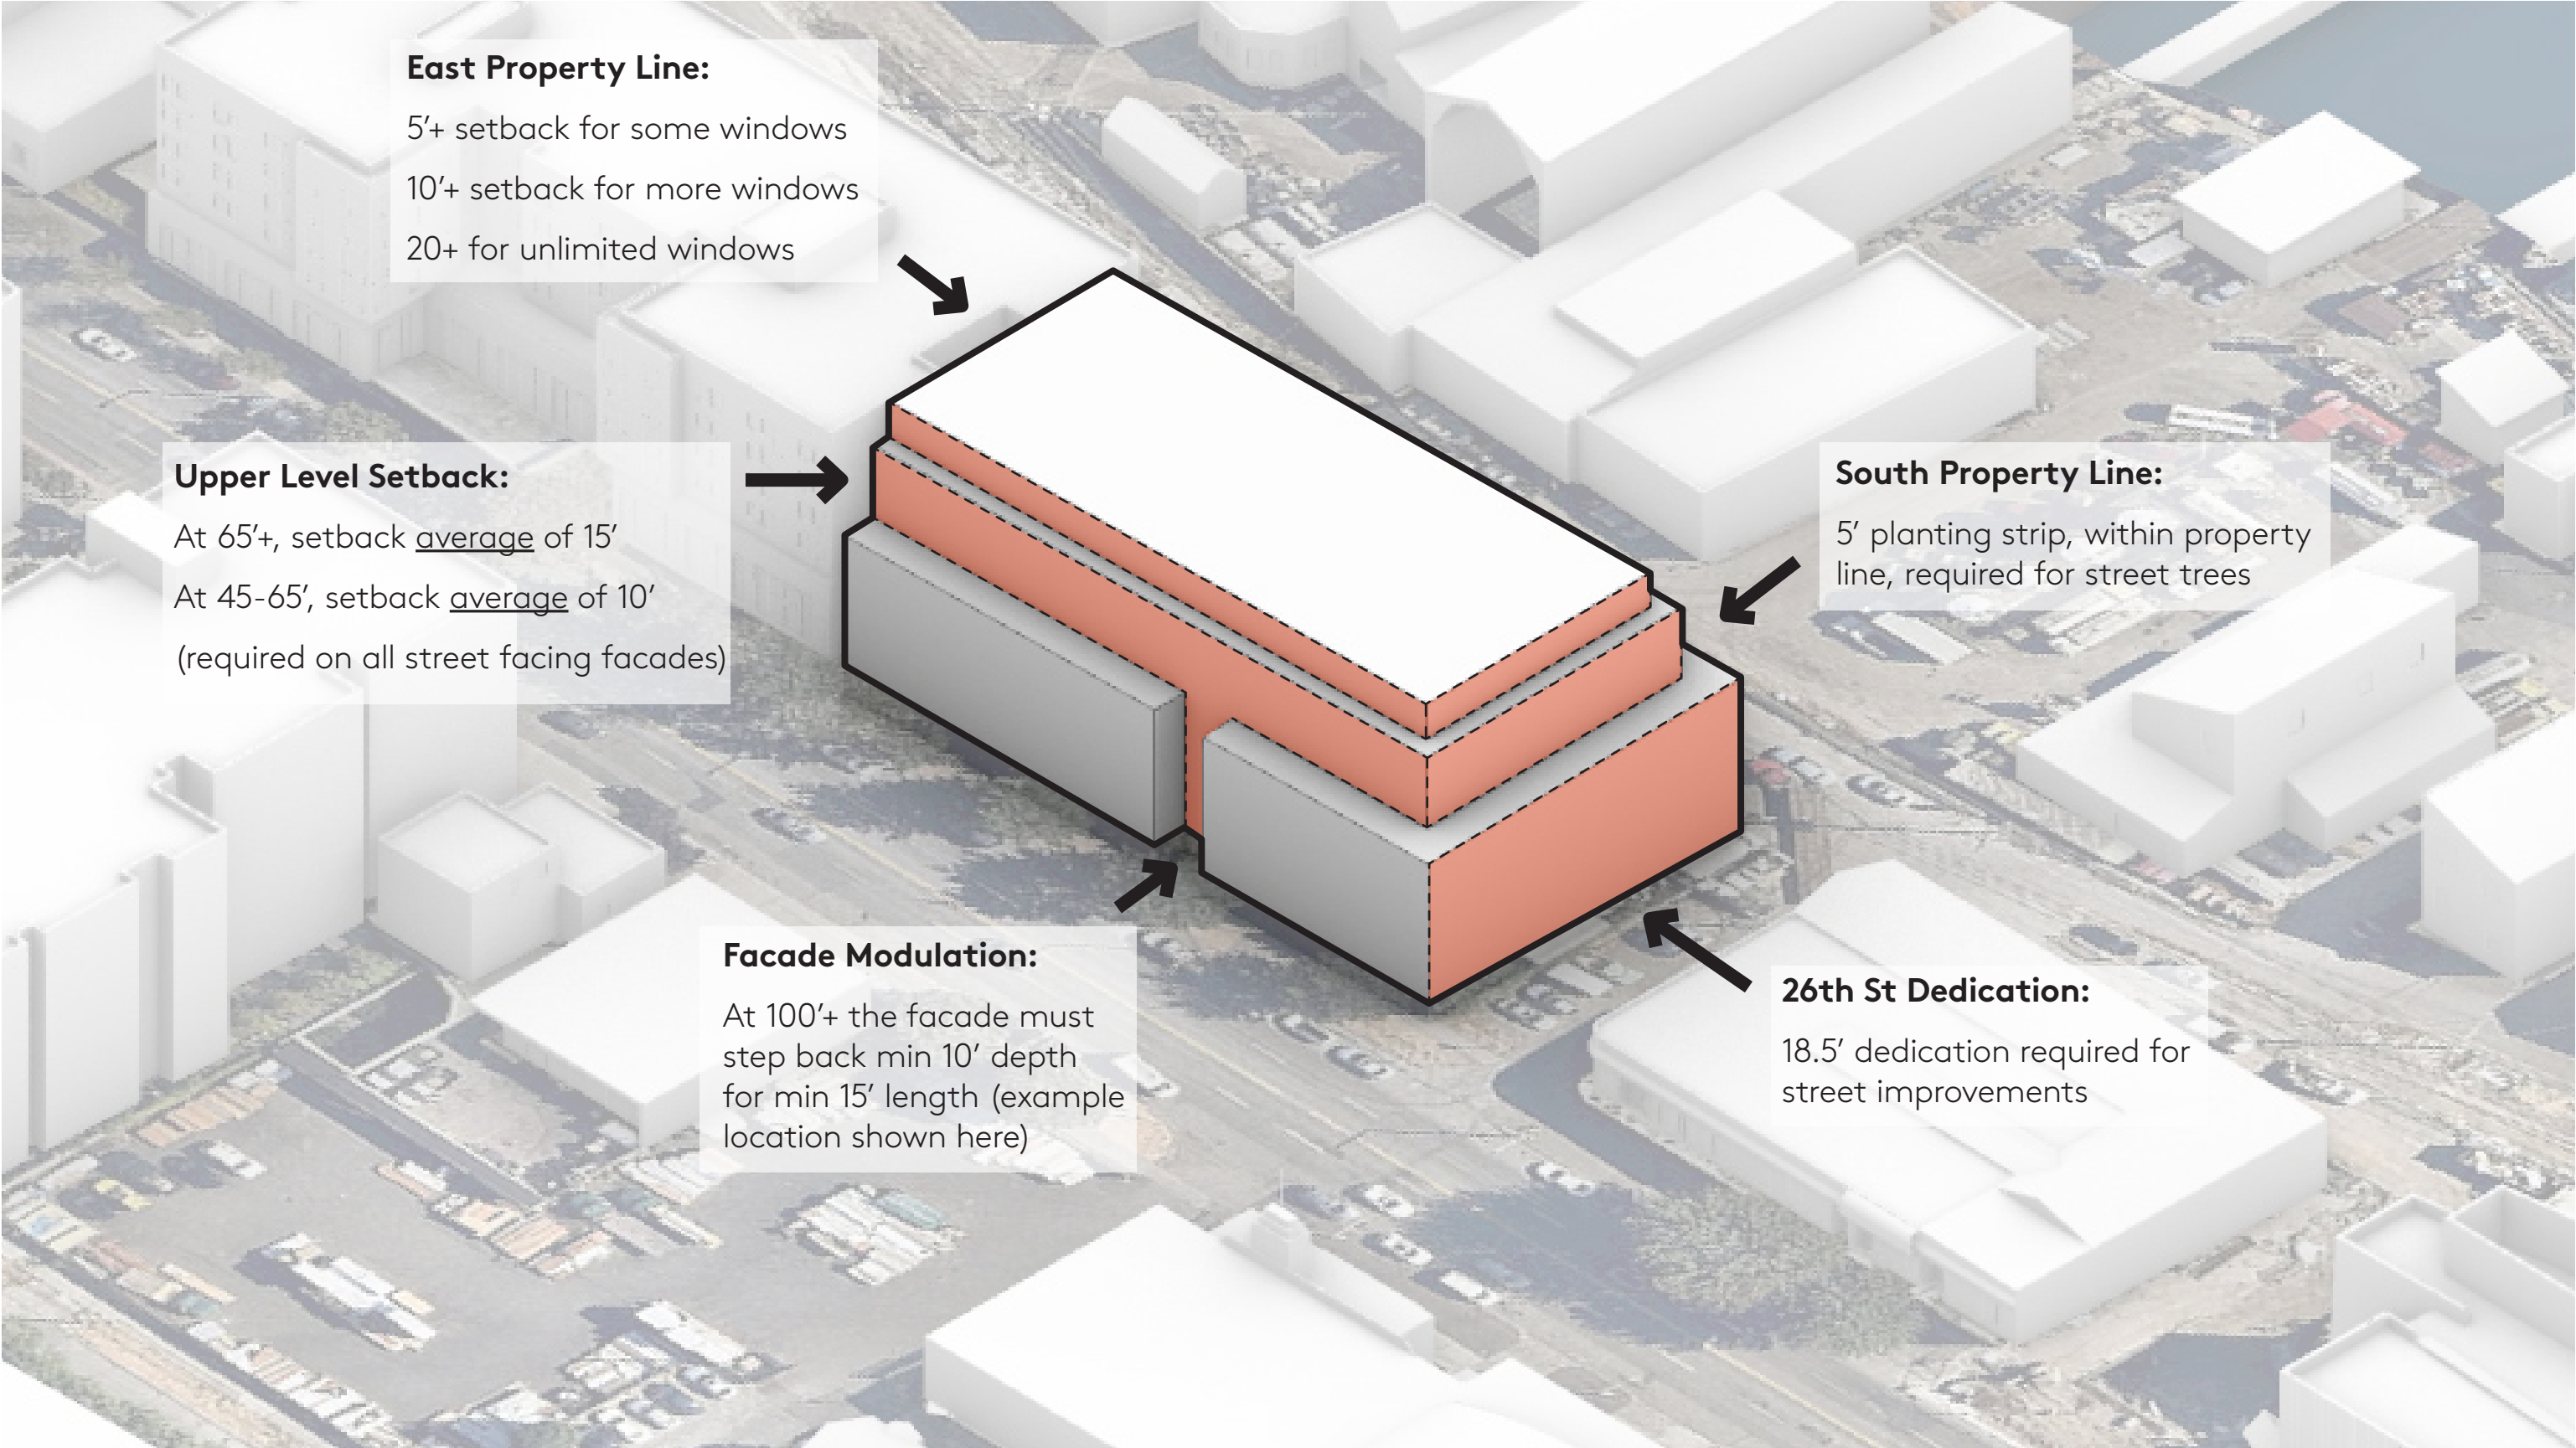 East Property Line:
5’+ setback for some windows
10’+ setback for more windows
20+ for unlimited windows
Upper Level Setback:
At 65’+, setback average of 15’
At 45-65’, setback average of 10’
(required on all street facing facades)
South Property Line:
5’ planting strip, within property
line, required for street trees
Facade Modulation:
At 100’+ the facade must
step back min 10’ depth
for min 15’ length (example
location shown here)
26th St Dedication:
18.5’ dedication required for
street improvements